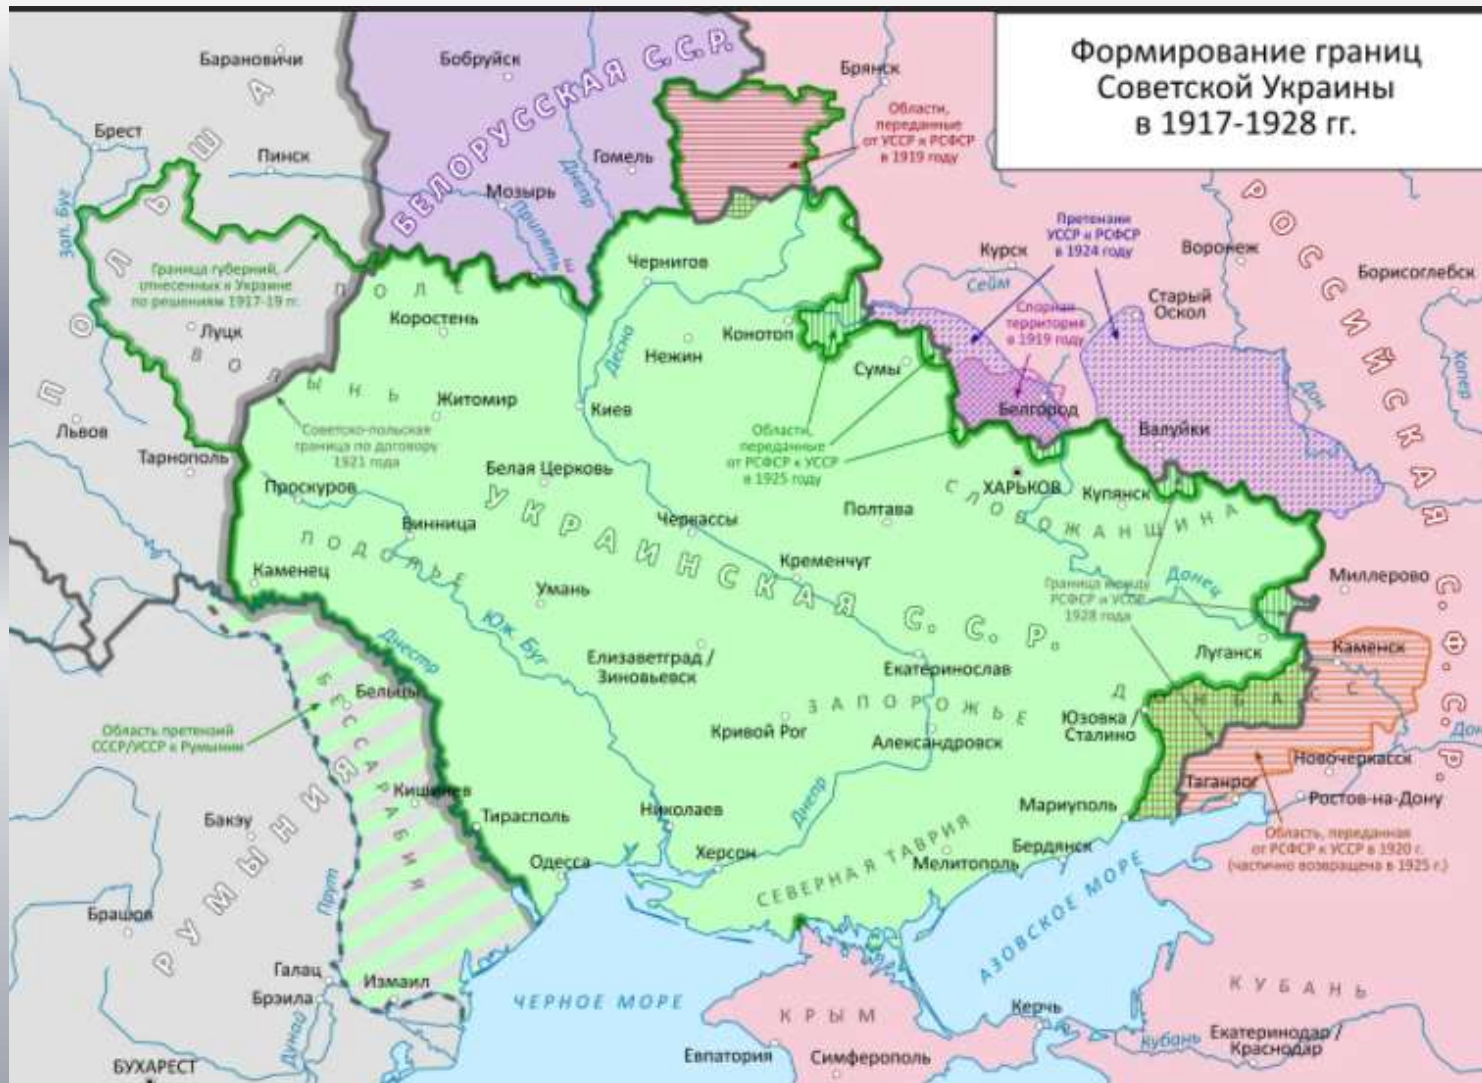 Формирование границ
Советской Украины
в 1917-1928 гг.
Барановичи
Бобруйск
Брянск
БЕЛОРУССКАЯ С.С.Р.
Области,
переданные
от УССР к РСФСР
в 1919 году
Брест
Пинск
Гомель
Мозырь
Днепр
Припять
Зап. Буг
ПОЛЬША
Граница губерний,
отнесенных к Украине
по решениям 1917-19 гг.
ПОЛЕ
Чернигов
Претензии
УССР к РСФСР
в 1924 году
Курск
Сейм
Воронеж
Борисоглебск
РОССИЙСКАЯ С.Ф.С.Р.
Старый
Оскол
Спорная
территория
в 1919 году
Луцк
ВОЛЫНЬ
Коростень
Нежин
Конотоп
Десна
Сумы
Хопер
Дон
Житомир
Киев
Белгород
Валуйки
Львов
Советско-польская
граница по договору
1921 года
Тарнополь
Области,
переданные
от РСФСР к УССР
в 1925 году
Белая Церковь
Проскуров
ХАРЬКОВ
Купянск
СЛОВОЖАНЩИНА
УКРАИНСКАЯ С.С.Р.
Винница
Черкассы
Полтава
ПОДОЛЬЕ
Кременчуг
Каменец
Умань
Граница между
РСФСР и УССР
1928 года
Донец
Миллерово
Юж. Буг
Днестр
Елизаветград /
Зиновьевск
Екатеринослав
Луганск
Каменск
БЕССАРАБИЯ
Бельцы
Область претензий
СССР/УССР к Румынии
ЗАПОРОЖЬЕ
ДОНБАСС
Кривой Рог
Александровск
Юзовка /
Сталино
Дон
Новочеркасск
РУМЫНИЯ
Кишинев
Таганрог
Ростов-на-Дону
Бакэу
Тирасполь
Николаев
Днепр
Мариуполь
Область, переданная
от РСФСР к УССР в 1920 г.
(частично возвращена в 1925 г.)
Одесса
Херсон
СЕВЕРНАЯ ТАВРИЯ
Мелитополь
Бердянск
Прут
Брашов
АЗОВСКОЕ МОРЕ
Галац
Измаил
Брэила
ЧЕРНОЕ МОРЕ
КРЫМ
Керчь
КУБАНЬ
Дунай
Кубань
Екатеринодар /
Краснодар
Евпатория
Симферополь
БУХАРЕСТ